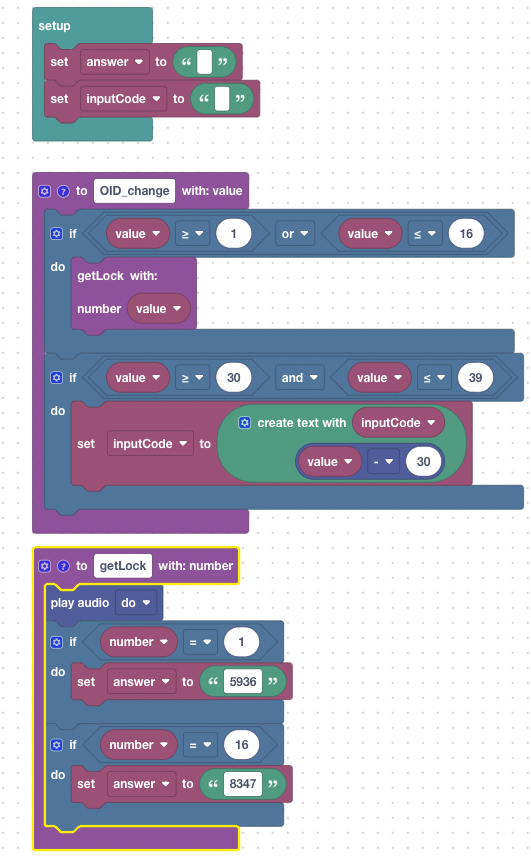 setup
set answer to “ ”
set inputCode to “ ”
? to OID_change with: value
if value ≥ 1 or value ≤ 16
do getLock with:
number value
if value ≥ 30 and value ≤ 39
do
create text with inputCode
set inputCode to
value - 30
? to getLock with: number
play audio do
if number = 1
do set answer to “ 5936 ”
if number = 16
do set answer to “ 8347 ”